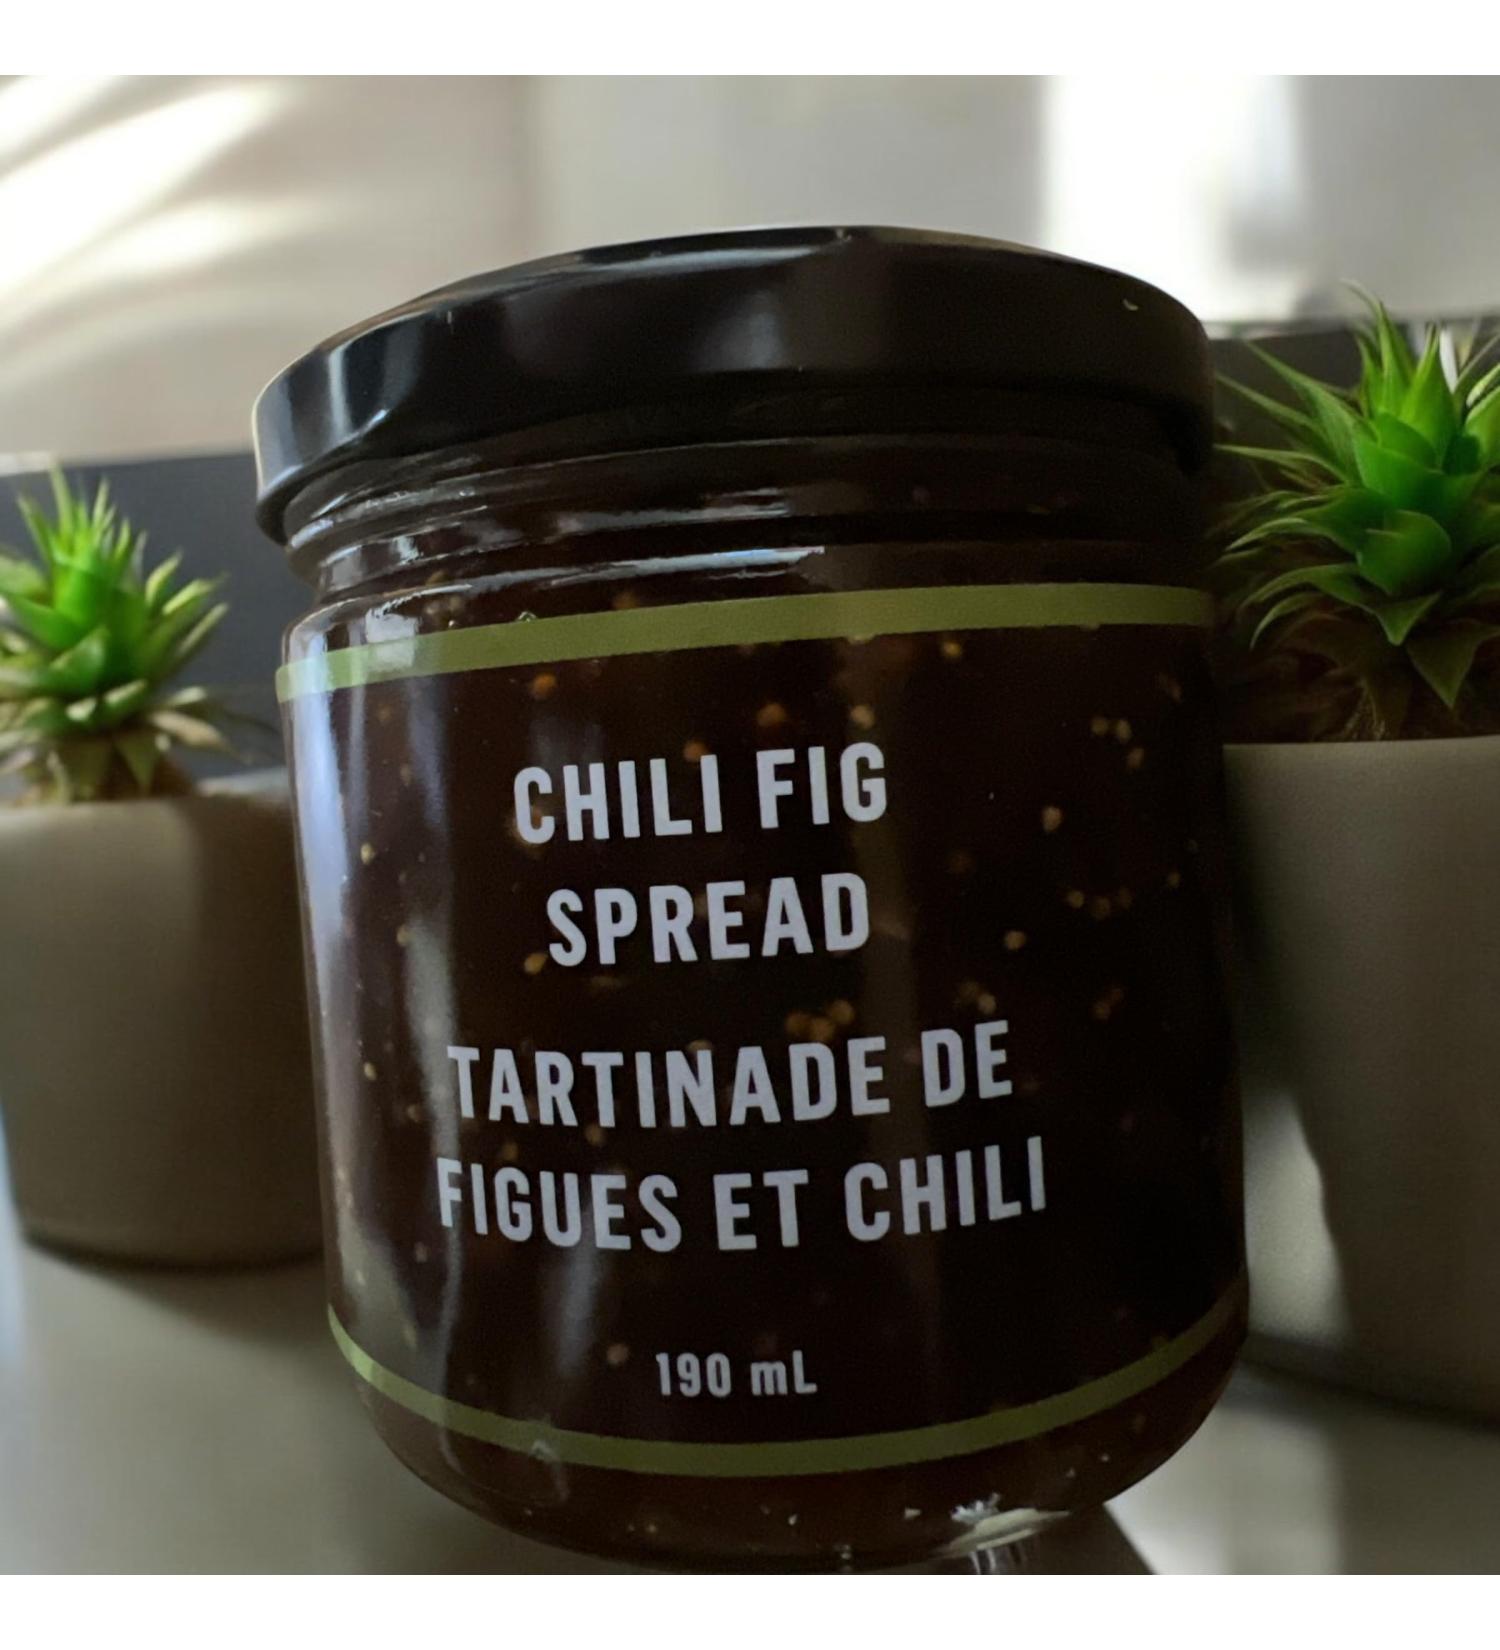 CHILI FIG
SPREAD
TARTINADE DE
FIGUES ET CHILI
190 mL